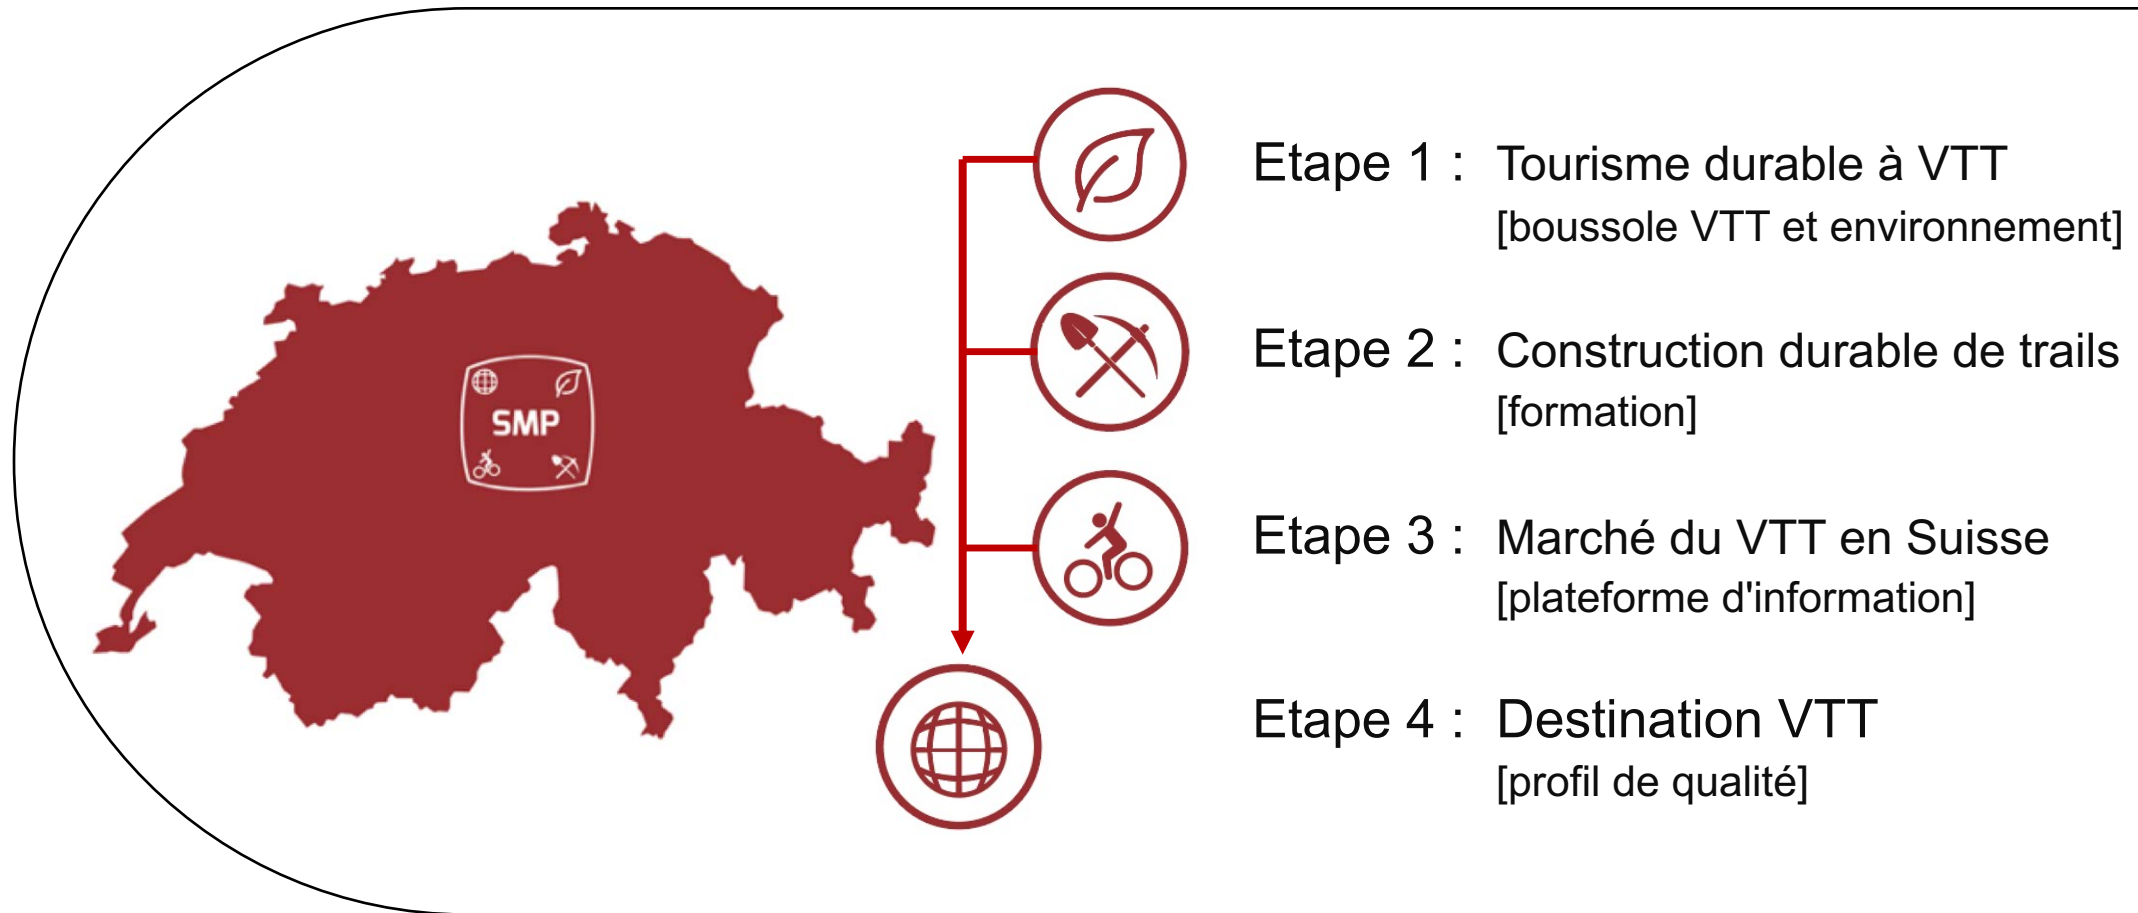 SMP
Etape 1 : Tourisme durable à VTT
[boussole VTT et environnement]
Etape 2 : Construction durable de trails
[formation]
Etape 3 : Marché du VTT en Suisse
[plateforme d'information]
Etape 4 : Destination VTT
[profil de qualité]